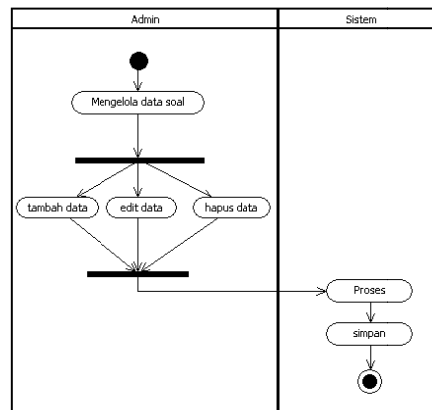 Admin
Sistem
Mengelola data soal
tambah data
edit data
hapus data
Proses
simpan